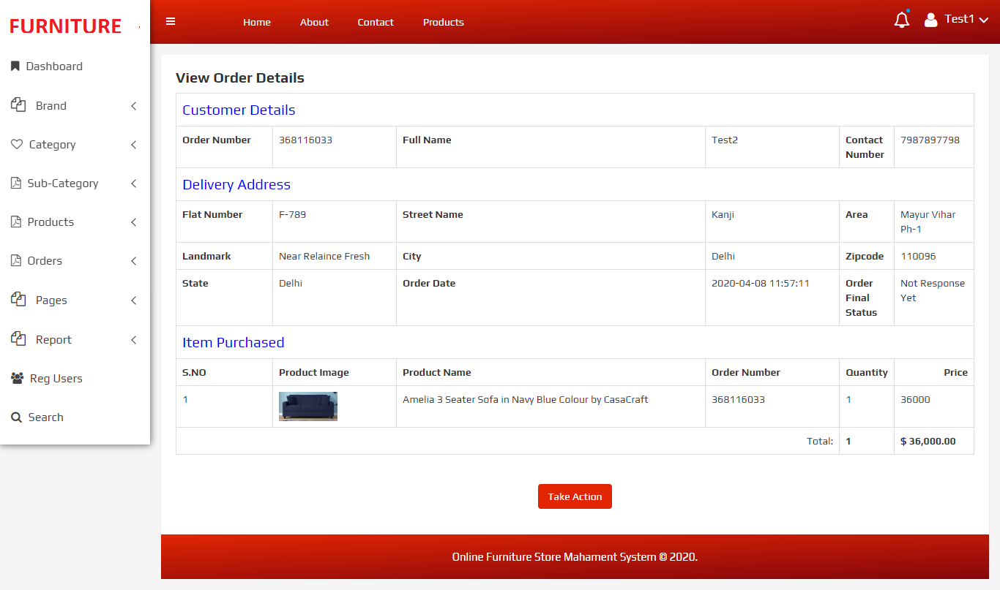 FURNITURE
Home About Contact Products Test1
Dashboard
Brand
Category
Sub-Category
Products
Orders
Pages
Report
Reg Users
Search
View Order Details
Customer Details
Order Number 368116033 Full Name Test2 Contact Number 7987897798
Delivery Address
Flat Number F-789 Street Name Kanji Area Mayur Vihar Ph-1
Landmark Near Relaince Fresh City Delhi Zipcode 110096
State Delhi Order Date 2020-04-08 11:57:11 Order Final Status Not Response Yet
Item Purchased
S.NO Product Image Product Name Order Number Quantity Price
1 Amelia 3 Seater Sofa in Navy Blue Colour by CasaCraft 368116033 1 36000
Total: 1 $ 36,000.00
Take Action
Online Furniture Store Mahament System © 2020.